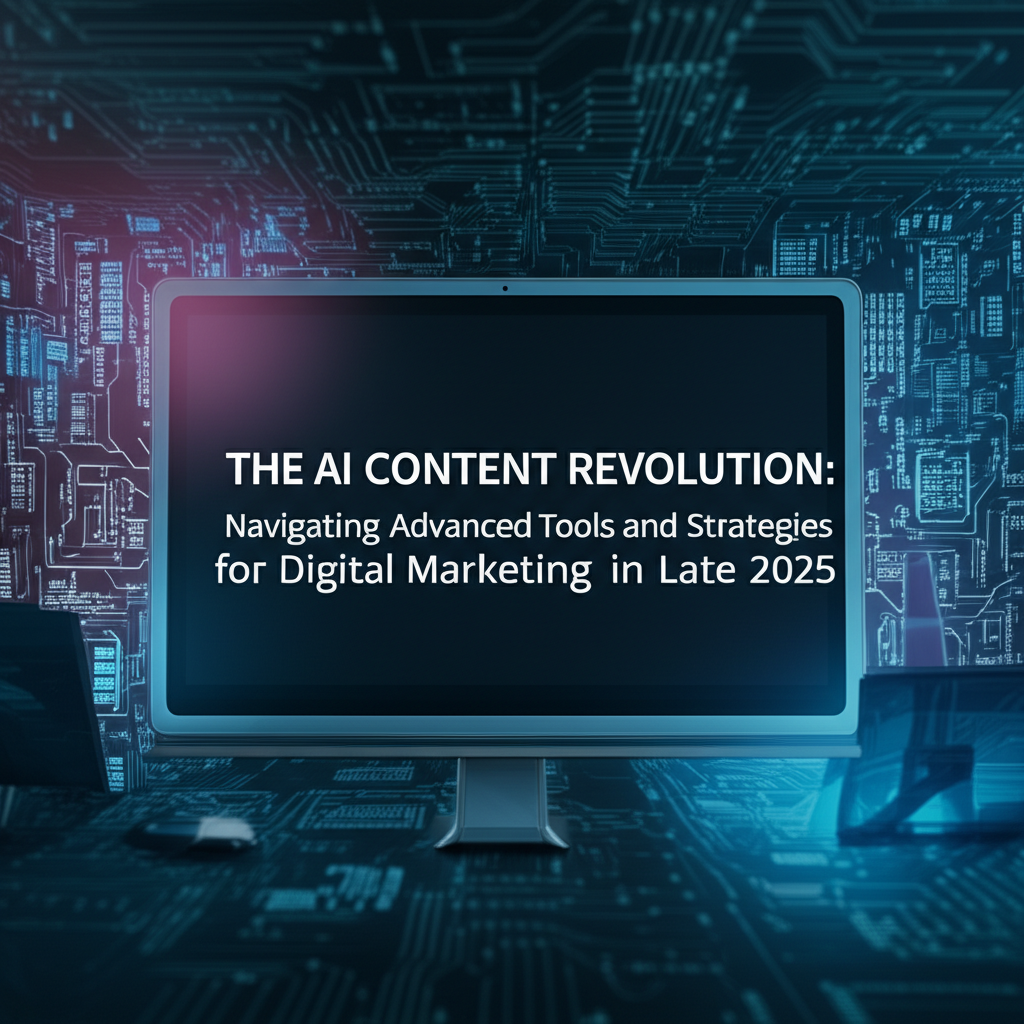 THE AI CONTENT REVOLUTION:
Navigating Advanced Tools and Strategies
for Digital Marketing in Late 2025